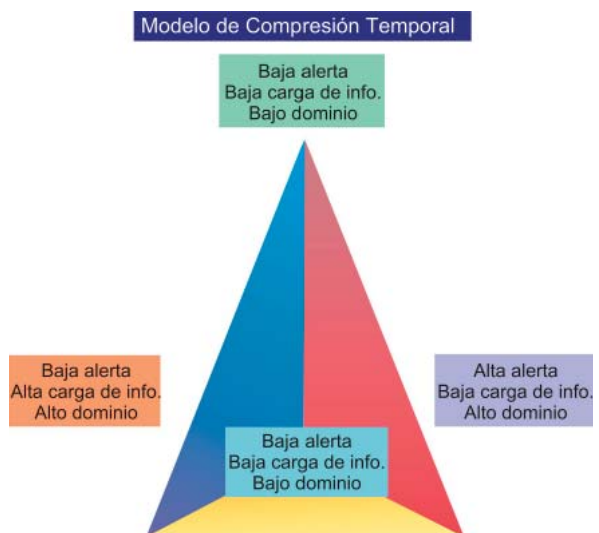 Modelo de Compresión Temporal
Baja alerta
Baja carga de info.
Bajo dominio
Baja alerta
Alta carga de info.
Alto dominio
Alta alerta
Baja carga de info.
Alto dominio
Baja alerta
Baja carga de info.
Bajo dominio